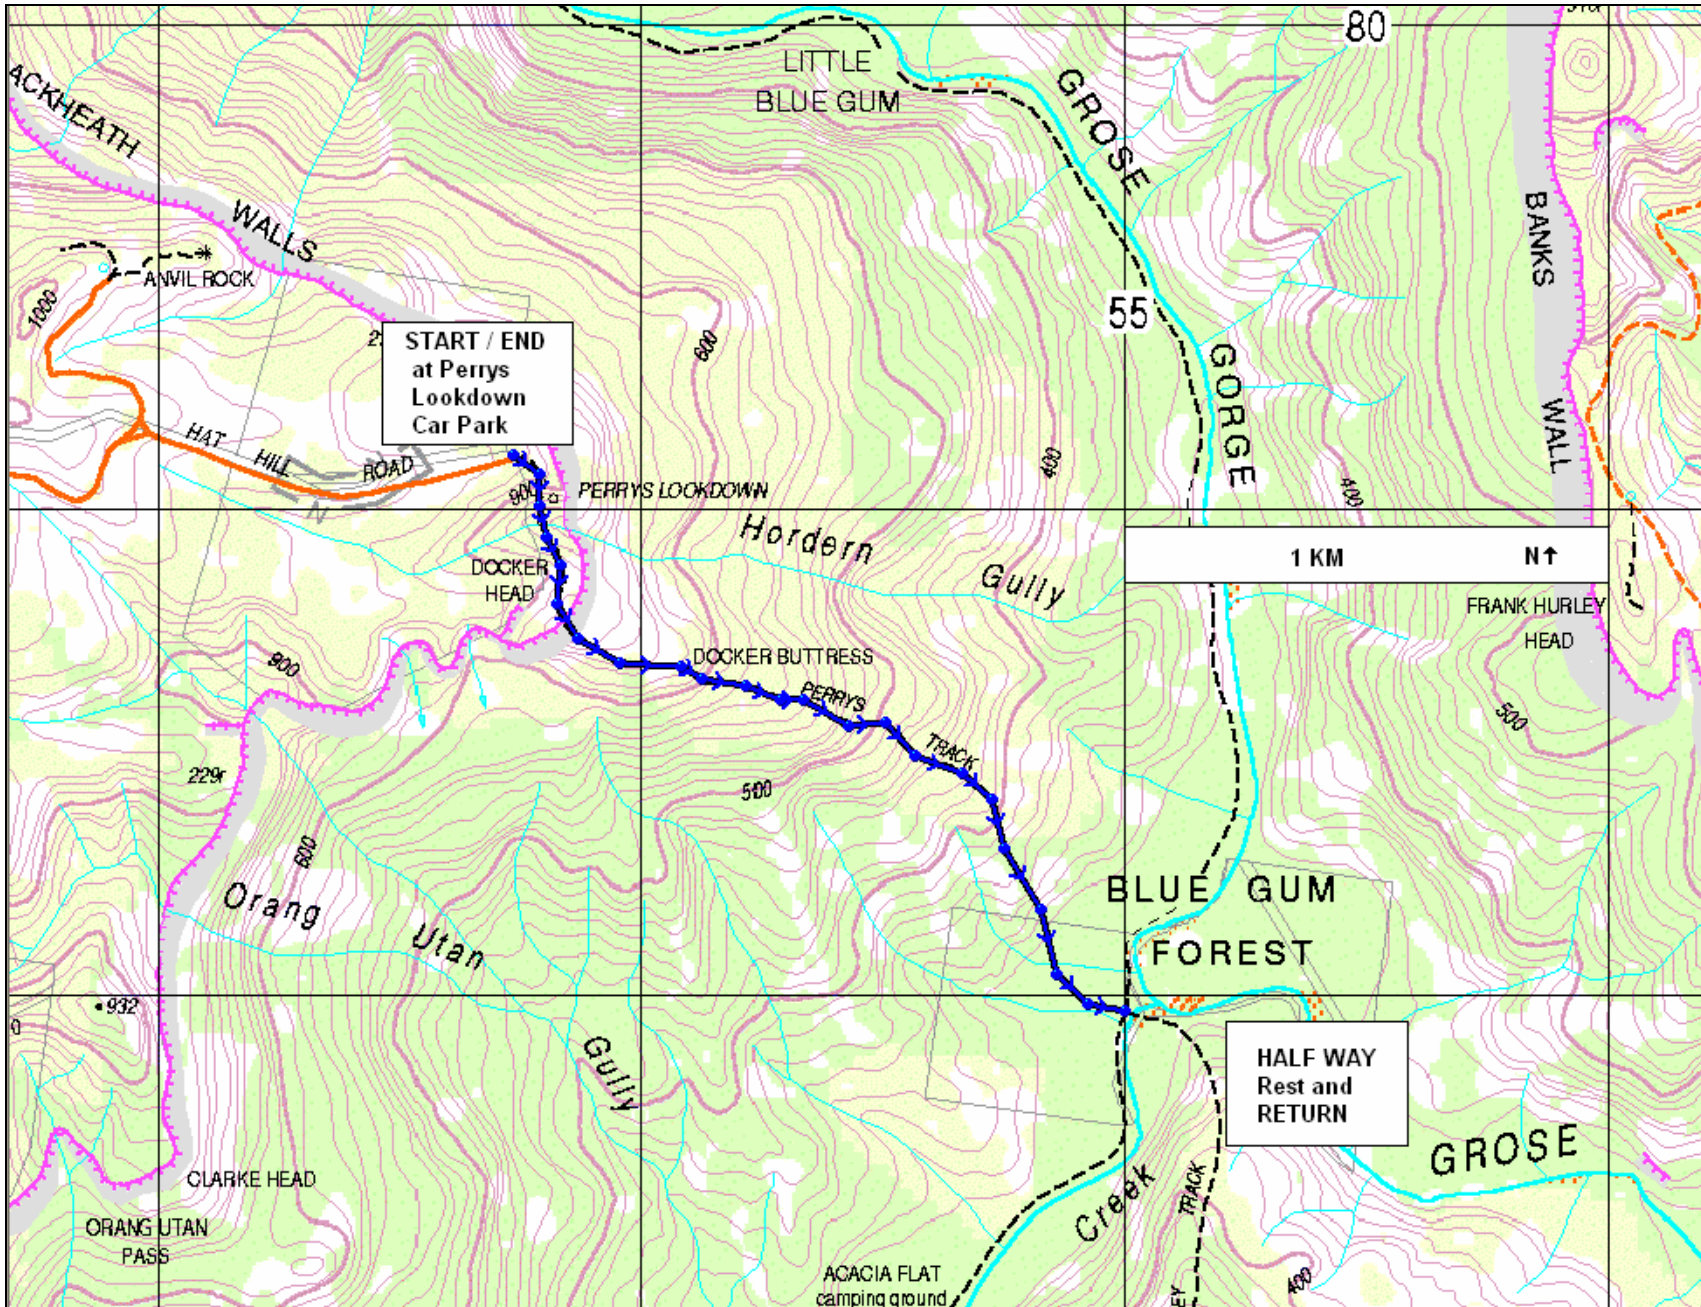 80
LITTLE
BLUE GUM
GROSE
ACKHEATH
WALLS
BANKS
ANVIL ROCK
1000
55
START / END
at Perrys
Lookdown
Car Park
600
GORGE
WALL
HAT
HILL
ROAD
900
PERRYS LOOKDOWN
400
400
Hordern
Gully
1 KM
N↑
DOCKER
HEAD
FRANK HURLEY
HEAD
900
DOCKER BUTTRESS
PERRYS
TRACK
500
229r
500
600
Orang
Utan
Gully
BLUE GUM
FOREST
932
HALF WAY
Rest and
RETURN
GROSE
CLARKE HEAD
Creek
TRACK
ORANG UTAN
PASS
ACACIA FLAT
camping ground
400
EY